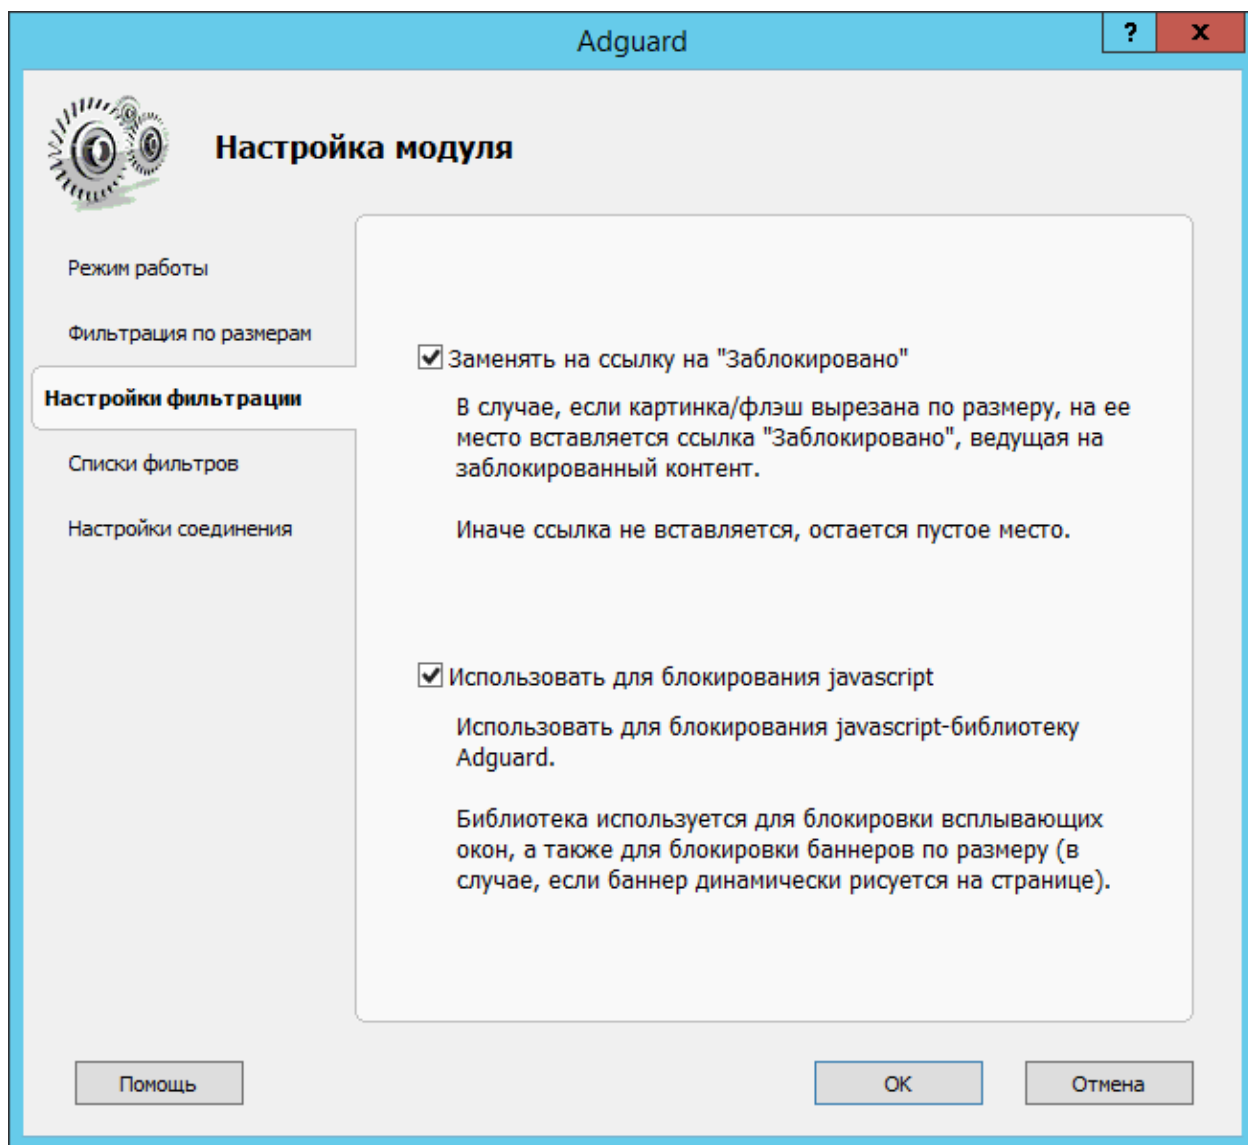 Adguard
?
x
Настройка модуля
Режим работы
Фильтрация по размерам
Настройки фильтрации
Списки фильтров
Настройки соединения
Заменять на ссылку на "Заблокировано"
В случае, если картинка/флэш вырезана по размеру, на ее
место вставляется ссылка "Заблокировано", ведущая на
заблокированный контент.
Иначе ссылка не вставляется, остается пустое место.
Использовать для блокирования javascript
Использовать для блокирования javascript-библиотеку
Adguard.
Библиотека используется для блокировки всплывающих
окон, а также для блокировки баннеров по размеру (в
случае, если баннер динамически рисуется на странице).
Помощь
OK
Отмена